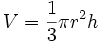 V = \frac{1}{3} \pi r^2 h